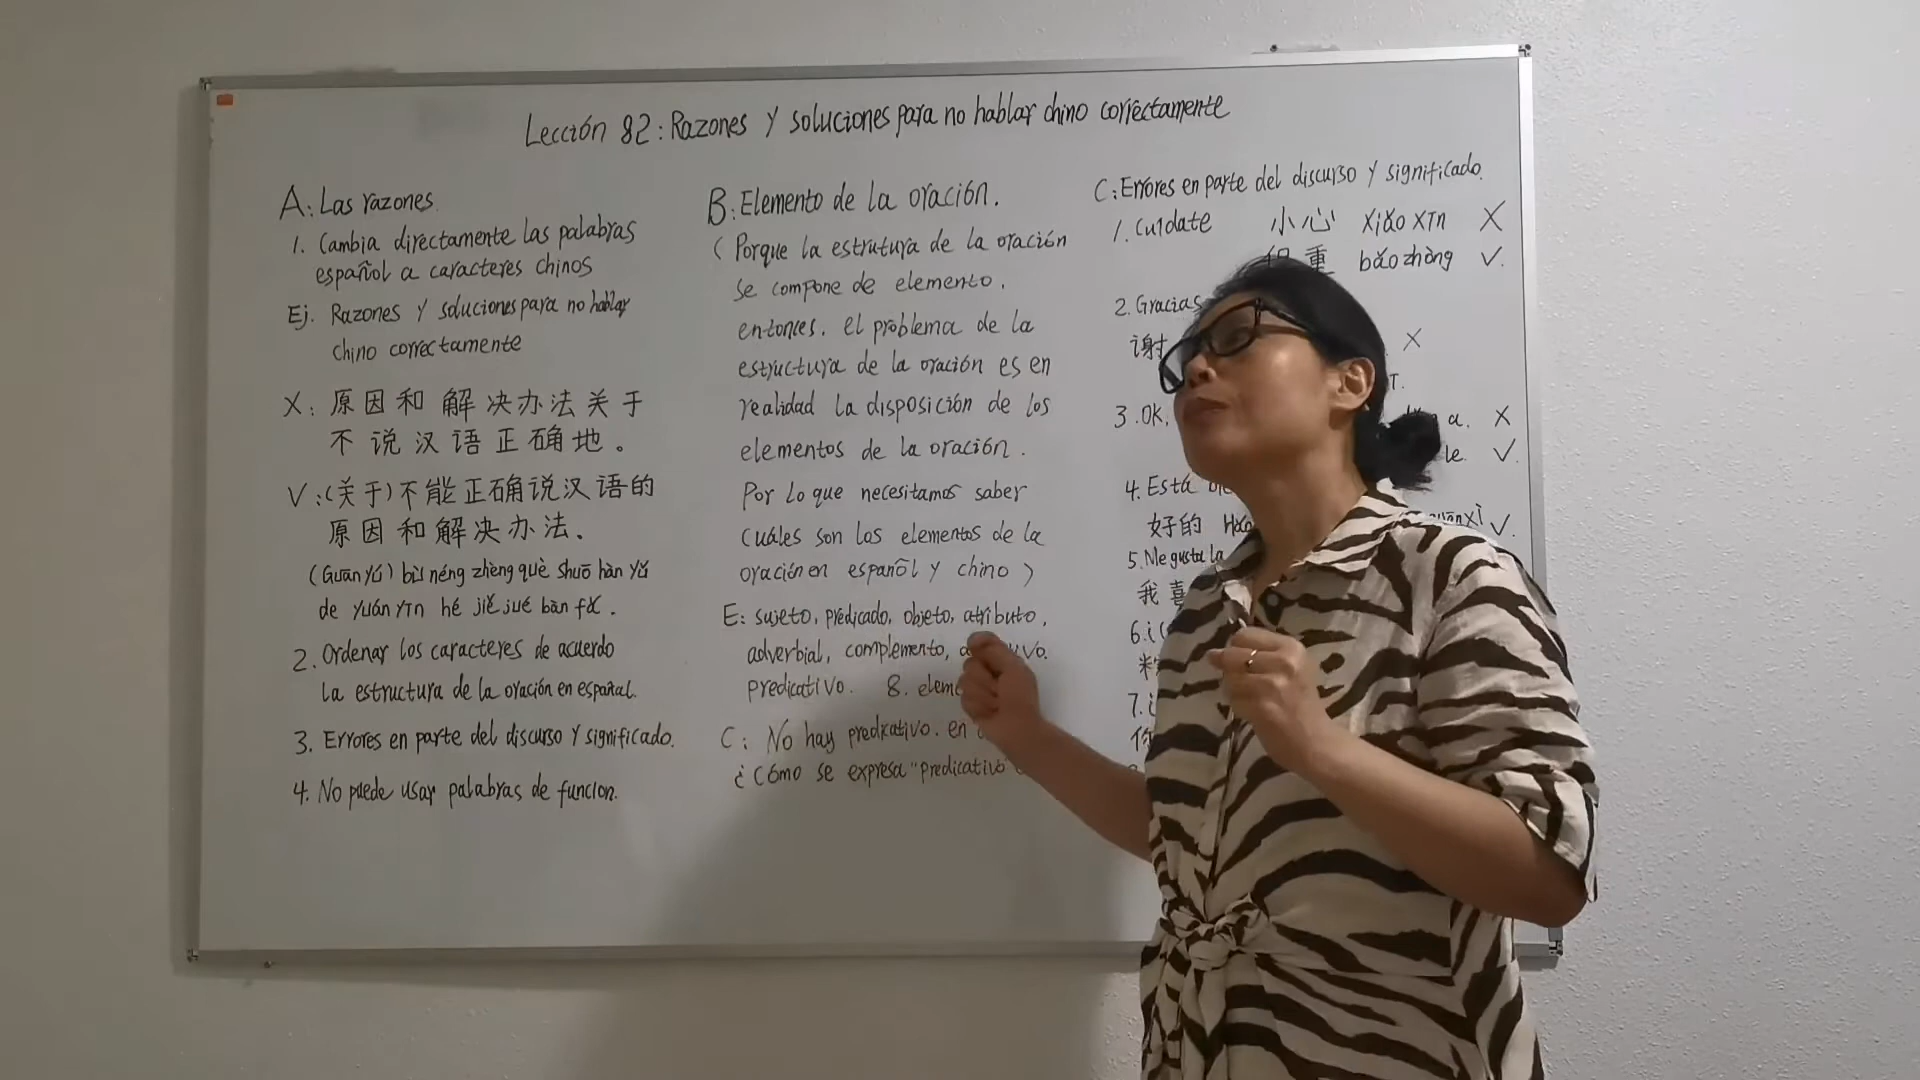 Lección 82: Razones y soluciones para no hablar chino correctamente
A: Las razones.
1. Cambia directamente las palabras
español a caracteres chinos
Ej. Razones y soluciones para no hablar
chino correctamente
X: 原因和解决办法关于
不说汉语正确地。
V: (关于)不能正确说汉语的
原因和解决办法.
(Guān yú) bù néng zhèng què shuō hàn yǔ
de yuán yīn hé jiě jué bàn fǎ.
2. Ordenar los caracteres de acuerdo
la estructura de la oración en español.
3. Errores en parte del discurso y significado.
4. No puede usar palabras de funcion.
B: Elemento de la oración.
(Porque la estrutura de la oración
se compone de elemento.
entonces. el problema de la
estructura de la oración es en
realidad la disposición de los
elementos de la oración.
Por lo que necesitamos saber
cuáles son los elementos de la
oración en español y chino)
E: sujeto, predicado, objeto, atributo,
adverbial, complemento,
predicativo. 8.
C: No hay predicativo. en
¿Cómo se expresa "predicativo
C: Errores en parte del discurso y significado.
1. Cuídate 小心 xiǎo xīn X
重 bǎo zhòng V.
2. Gracias
谢 X
3. OK, a. X
le. V.
4. Está
好的 Hǎo V.
5. Me gusta la
我喜
6. ¿
7. ¿
你